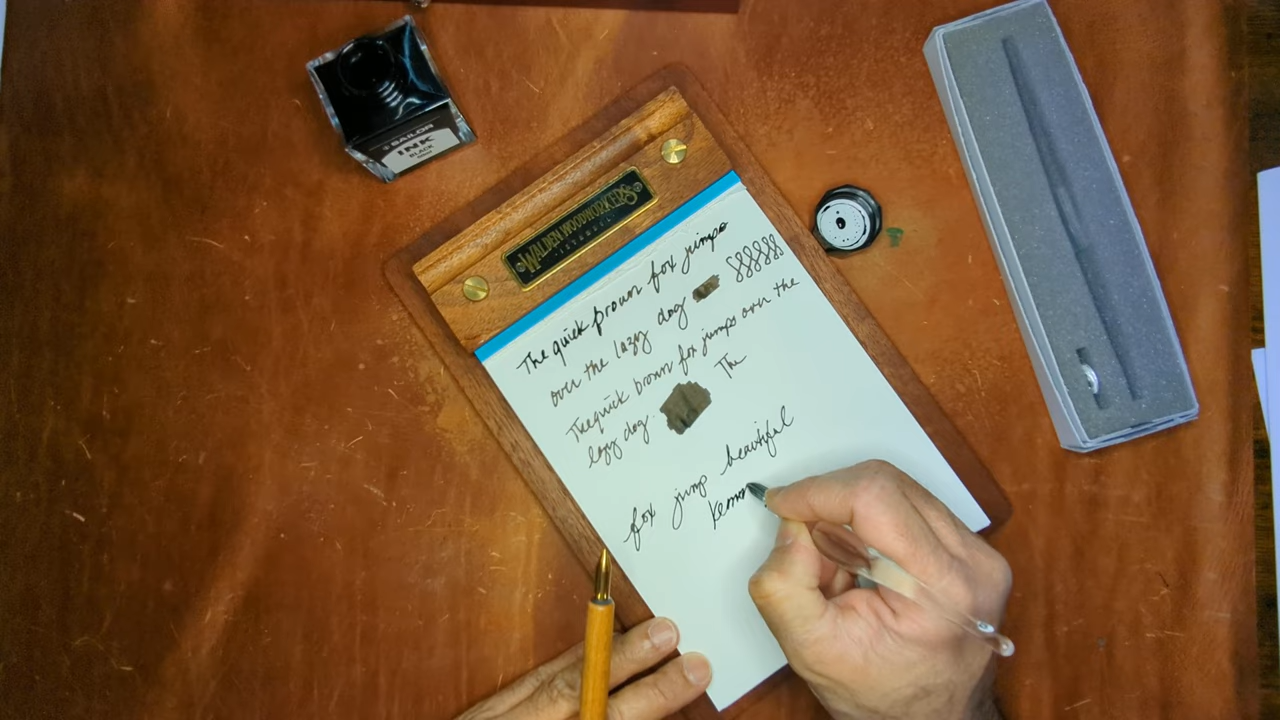 SAILOR
INK
BLACK
50ml
WALDEN WOODWORKERS
The quick brown fox jumps
over the lazy dog
The quick brown fox jumps over the
lazy dog. The
fox jump beautiful